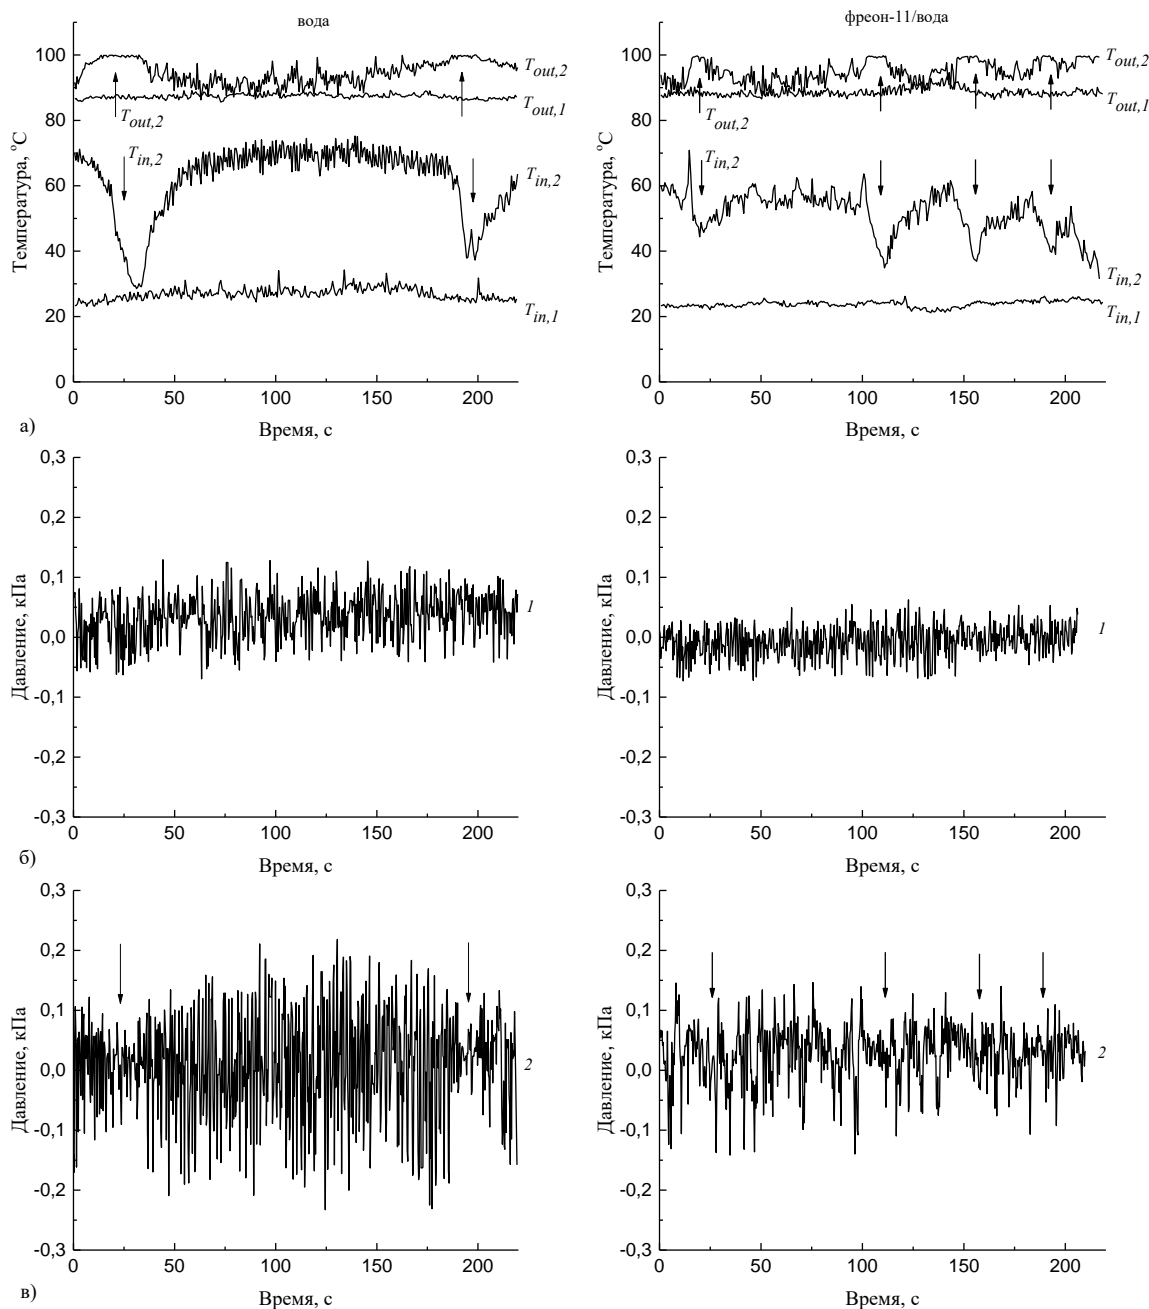 вода
100
80
60
40
20
0
Температура, °C
T_out,2
T_out,1
T_out,2
T_in,2
T_in,2
T_in,1
0 50 100 150 200
а)
Время, с
фреон-11/вода
100
80
60
40
20
0
Температура, °C
T_out,2
T_out,1
T_out,2
T_in,2
T_in,2
T_in,1
0 50 100 150 200
Время, с
0,3
0,2
0,1
0,0
-0,1
-0,2
-0,3
Давление, кПа
1
0 50 100 150 200
б)
Время, с
0,3
0,2
0,1
0,0
-0,1
-0,2
-0,3
Давление, кПа
1
0 50 100 150 200
Время, с
0,3
0,2
0,1
0,0
-0,1
-0,2
-0,3
Давление, кПа
2
0 50 100 150 200
в)
Время, с
0,3
0,2
0,1
0,0
-0,1
-0,2
-0,3
Давление, кПа
2
0 50 100 150 200
Время, с